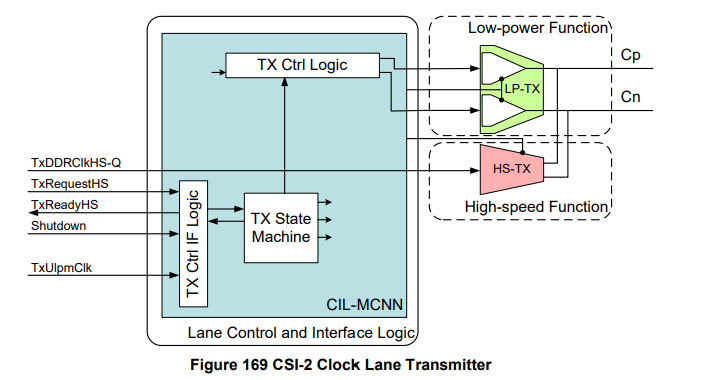 Low-power Function
TX Ctrl Logic
Cp
LP-TX
Cn
TxDDRClkHS-Q
HS-TX
TxRequestHS
TxReadyHS
High-speed Function
Shutdown
TX Ctrl IF Logic
TX State
Machine
TxUlpmClk
CIL-MCNN
Lane Control and Interface Logic
Figure 169 CSI-2 Clock Lane Transmitter